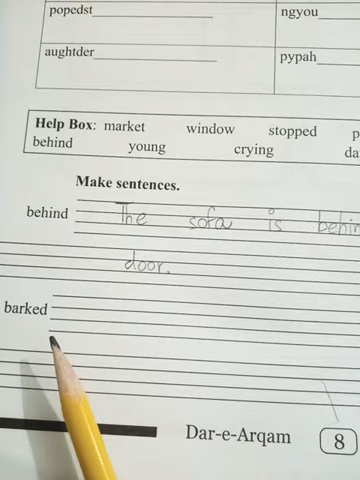 popedst ngyou
aughtder pypah
Help Box: market window stopped
behind young crying
Make sentences.
behind The sofa is
door.
barked
Dar-e-Arqam 8